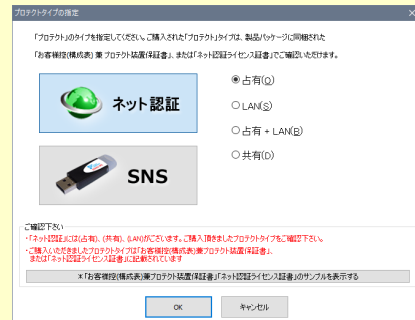 プロテクトタイプの指定
「プロテクト」のタイプを指定してください。ご購入された「プロテクト」タイプは、製品パッケージに同梱された
「お客様控(構成表) 兼 プロテクト装置保証書」、または「ネット認証ライセンス証書」でご確認いただけます。
ネット認証
SNS
占有(O)
LAN(S)
占有 + LAN(B)
共有(D)
ご確認下さい
・「ネット認証」には(占有)、(共有)、(LAN)がございます。ご購入頂きましたプロテクトタイプをご確認下さい。
・ご購入いただきましたプロテクトタイプは「お客様控(構成表)兼プロテクト装置保証書」、
または「ネット認証ライセンス証書」に記載されています
＊「お客様控(構成表)兼プロテクト装置保証書」「ネット認証ライセンス証書」のサンプルを表示する
OK
キャンセル